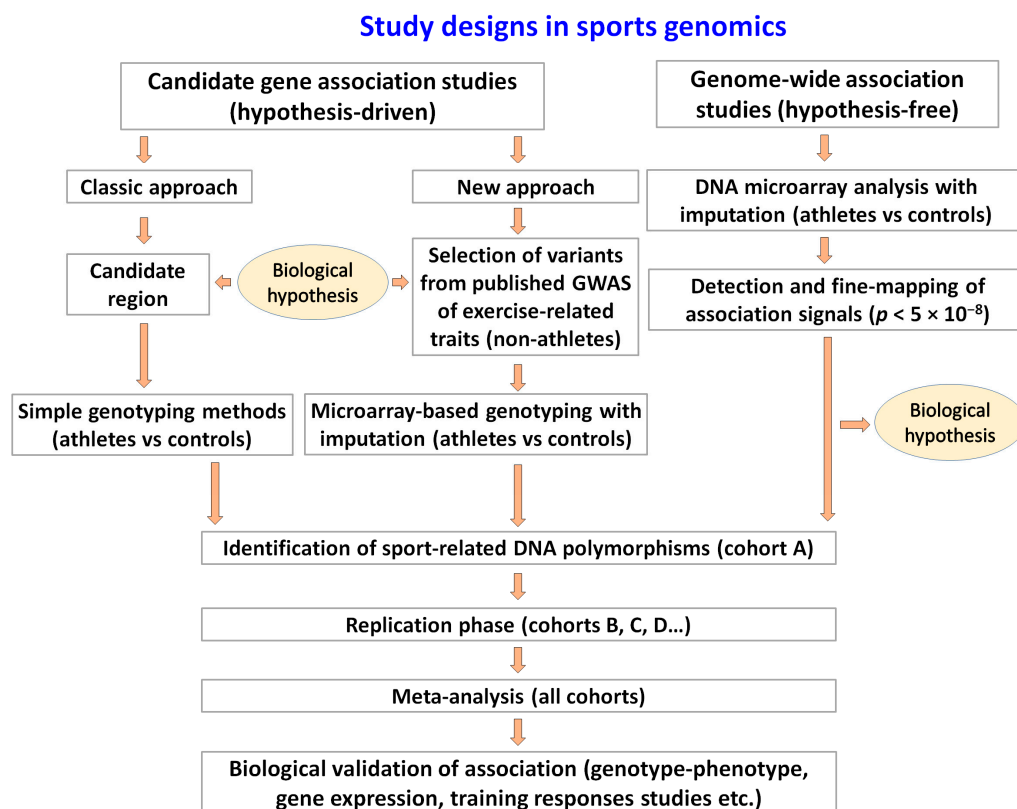 Study designs in sports genomics
Candidate gene association studies
(hypothesis-driven)
Genome-wide association
studies (hypothesis-free)
Classic approach
New approach
DNA microarray analysis with
imputation (athletes vs controls)
Candidate
region
Biological
hypothesis
Selection of variants
from published GWAS
of exercise-related
traits (non-athletes)
Detection and fine-mapping of
association signals (p < 5 × 10⁻⁸)
Simple genotyping methods
(athletes vs controls)
Microarray-based genotyping with
imputation (athletes vs controls)
Biological
hypothesis
Identification of sport-related DNA polymorphisms (cohort A)
Replication phase (cohorts B, C, D...)
Meta-analysis (all cohorts)
Biological validation of association (genotype-phenotype,
gene expression, training responses studies etc.)